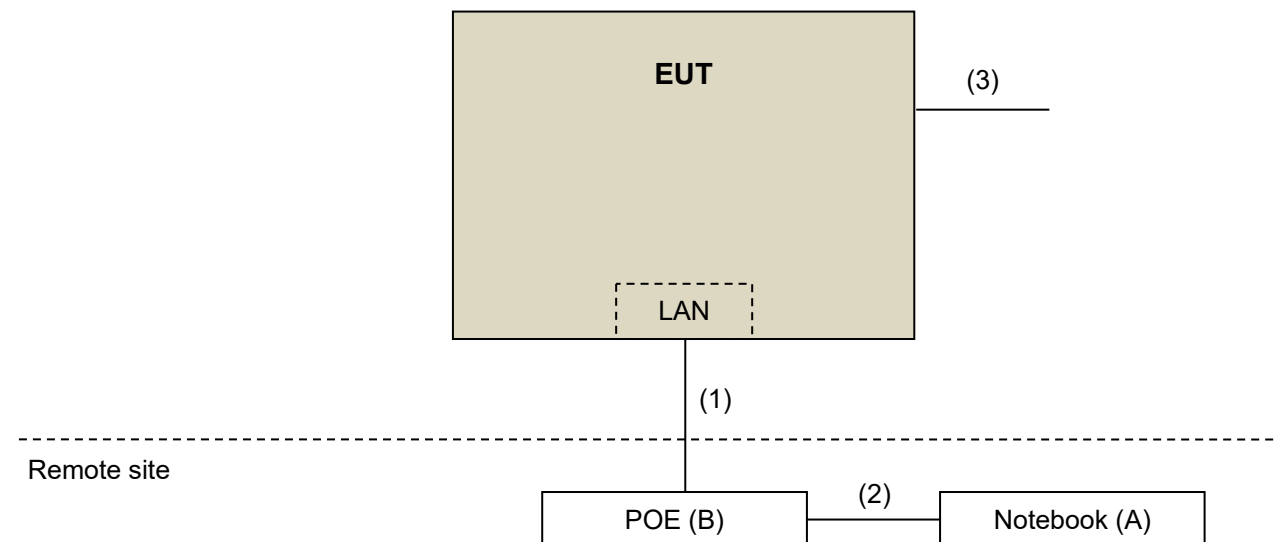 EUT
(3)
LAN
(1)
Remote site
(2)
POE (B)
Notebook (A)